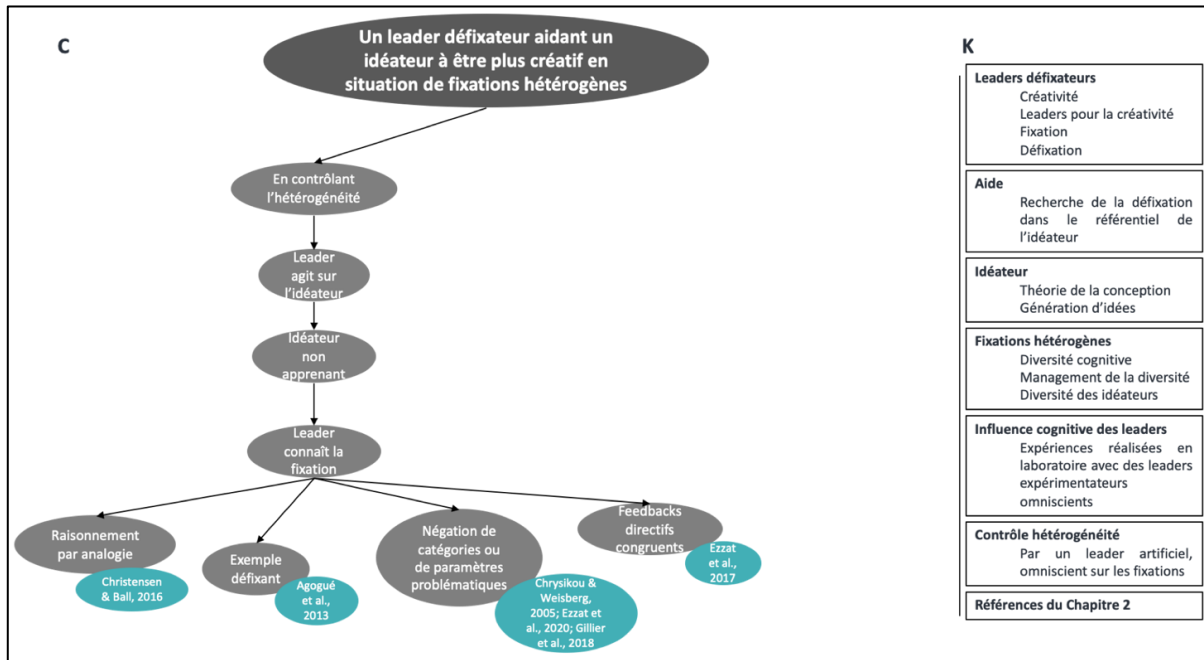 C
Un leader défixateur aidant un
idéateur à être plus créatif en
situation de fixations hétérogènes
En contrôlant
l'hétérogénéité
Leader
agit sur
l'idéateur
Idéateur
non
apprenant
Leader
connaît la
fixation
Raisonnement
par analogie
Christensen
& Ball, 2016
Exemple
défixant
Agogué et
al., 2013
Négation de
catégories ou
de paramètres
problématiques
Chrysikou &
Weisberg,
2005; Ezzat et
al., 2020; Gillier
et al., 2018
Feedbacks
directifs
congruents
Ezzat
et al.,
2017
K
Leaders défixateurs
Créativité
Leaders pour la créativité
Fixation
Défixation
Aide
Recherche de la défixation
dans le référentiel de
l'idéateur
Idéateur
Théorie de la conception
Génération d'idées
Fixations hétérogènes
Diversité cognitive
Management de la diversité
Diversité des idéateurs
Influence cognitive des leaders
Expériences réalisées en
laboratoire avec des leaders
expérimentateurs
omniscients
Contrôle hétérogénéité
Par un leader artificiel,
omniscient sur les fixations
Références du Chapitre 2